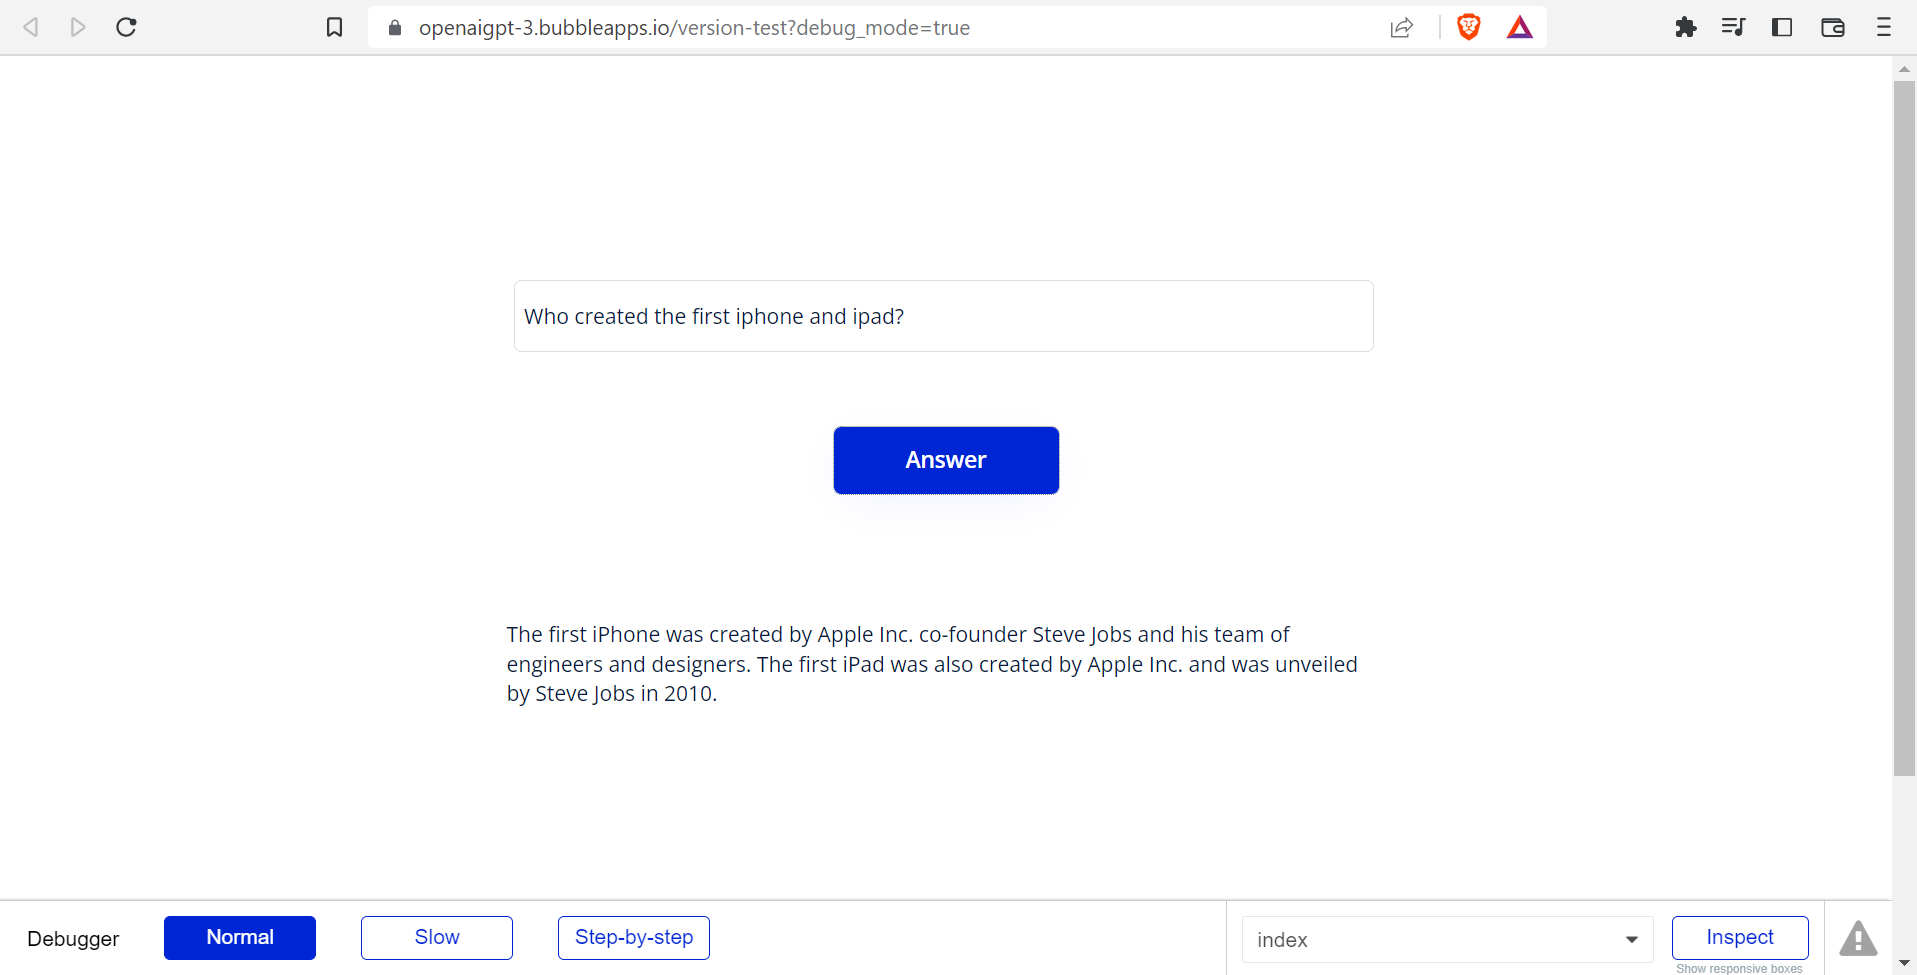 openaigpt-3.bubbleapps.io/version-test?debug_mode=true
Who created the first iphone and ipad?
Answer
The first iPhone was created by Apple Inc. co-founder Steve Jobs and his team of
engineers and designers. The first iPad was also created by Apple Inc. and was unveiled
by Steve Jobs in 2010.
Debugger
Normal
Slow
Step-by-step
index
Inspect
Show responsive boxes